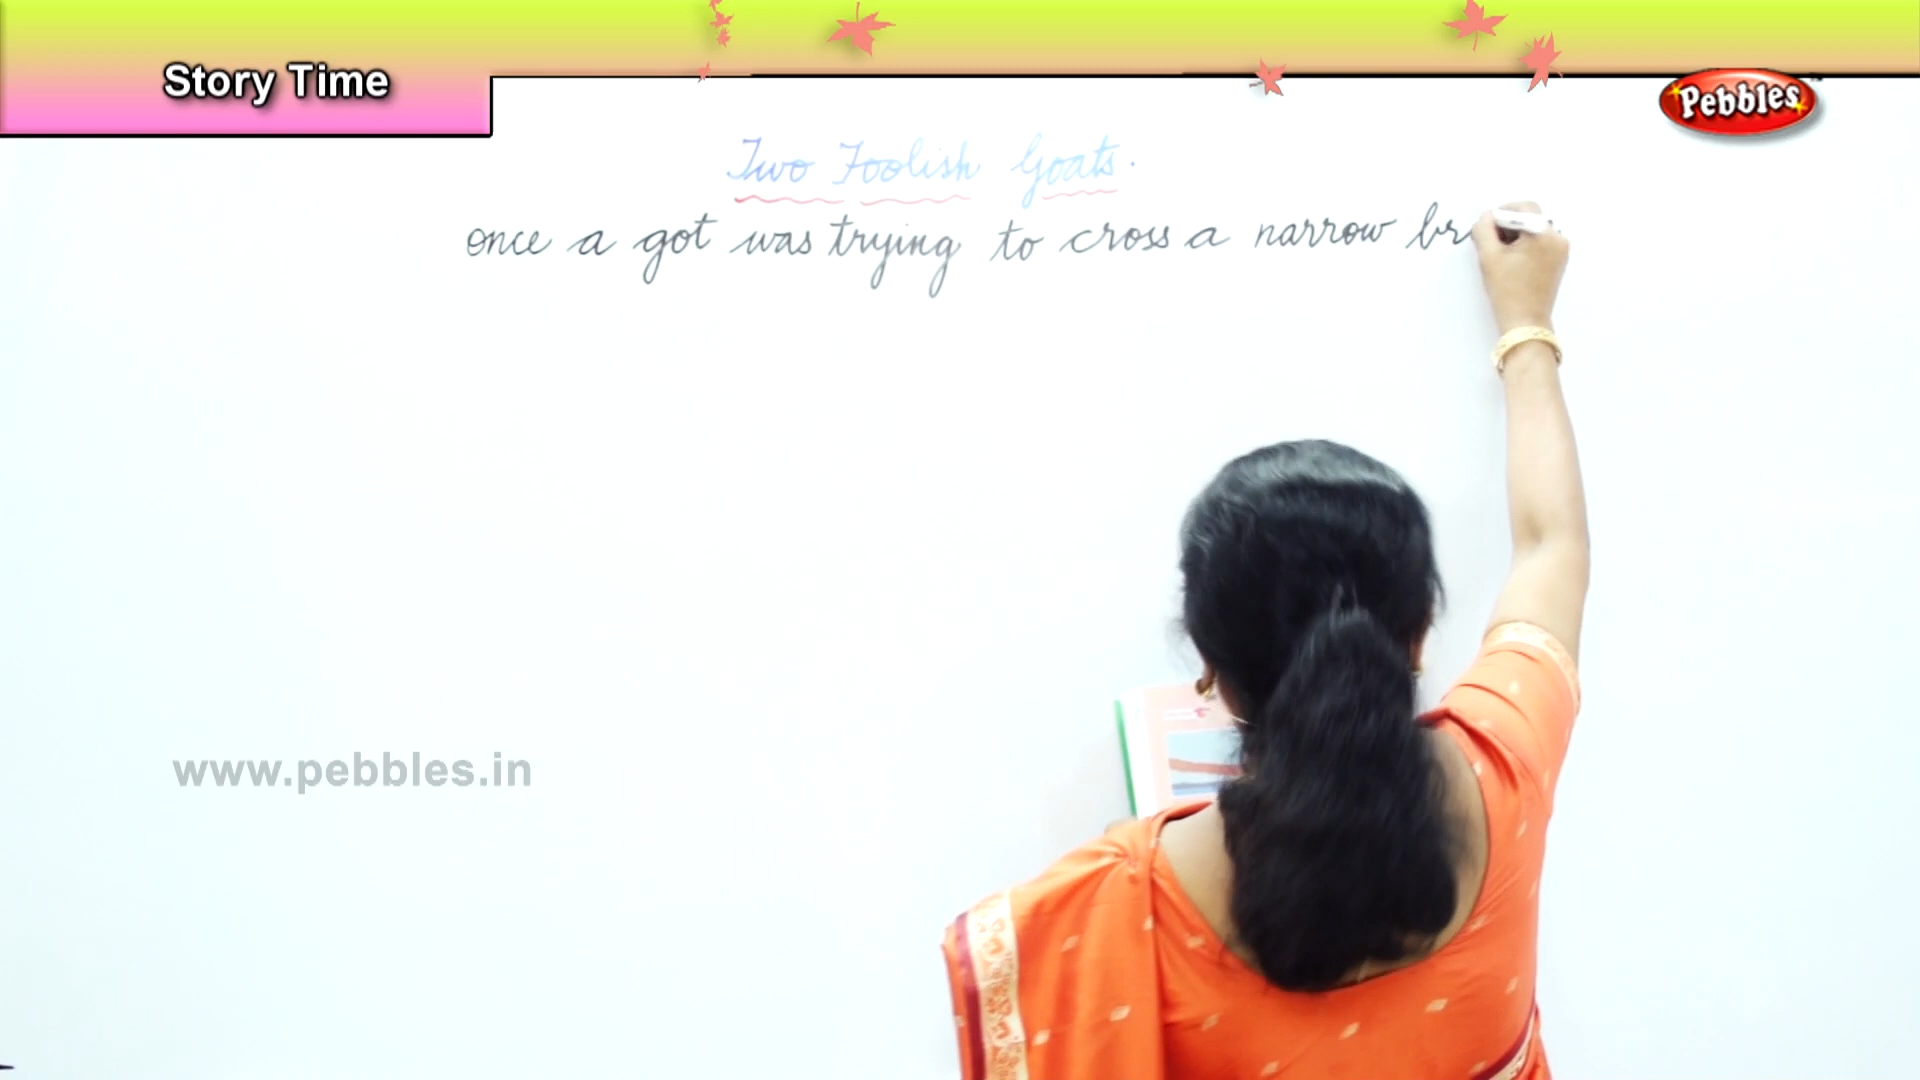 Story Time
Pebbles
Two Foolish Goats.
once a got was trying to cross a narrow br
www.pebbles.in